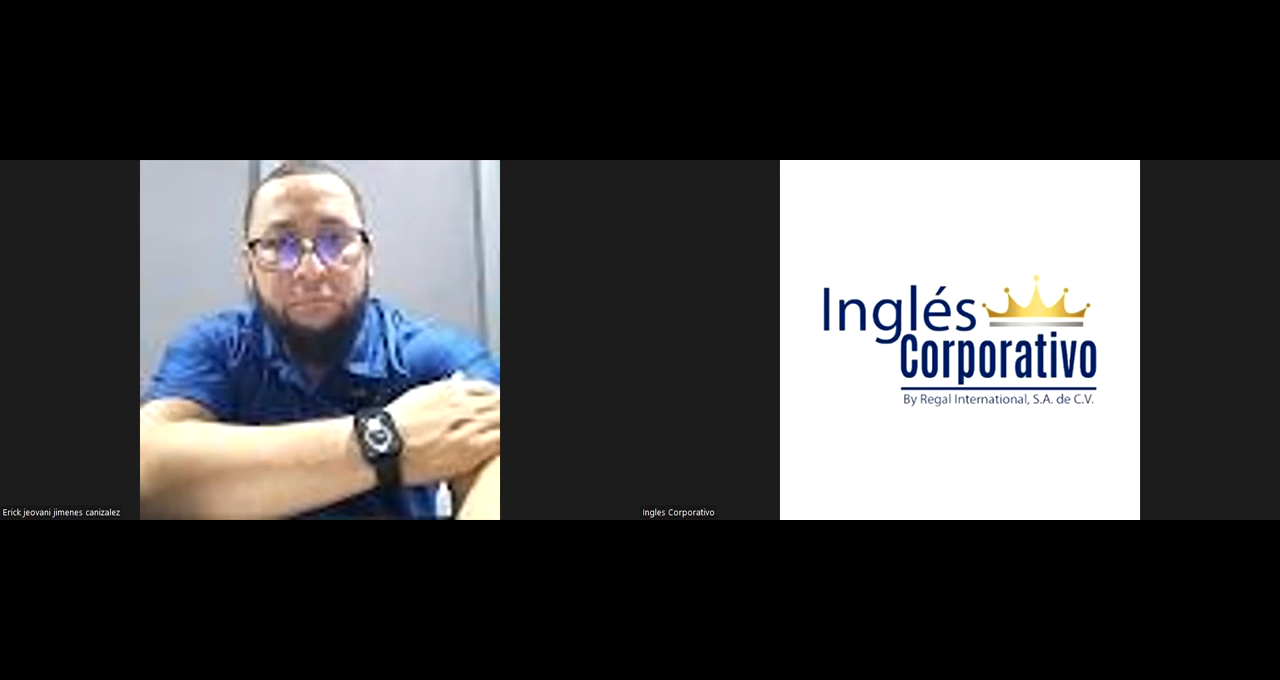 Inglés
Corporativo
By Regal International, S.A. de C.V.
Erick jeovani jimenes canizalez
Ingles Corporativo